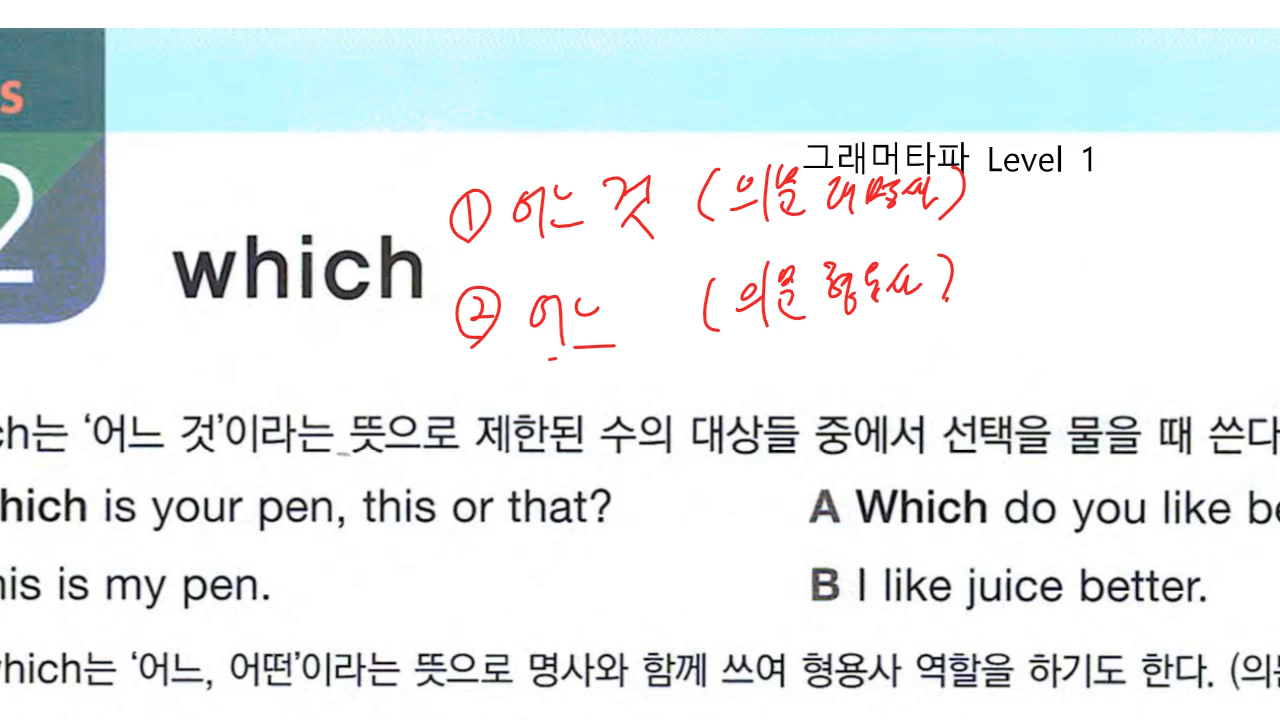 S
2
그래머타파 Level 1
① 어느 것 (의문 대명사)
which
② 어느 (의문 형용사)
ch는 ‘어느 것’이라는 뜻으로 제한된 수의 대상들 중에서 선택을 물을 때 쓴다
hich is your pen, this or that?
A Which do you like be
his is my pen.
B I like juice better.
which는 ‘어느, 어떤’이라는 뜻으로 명사와 함께 쓰여 형용사 역할을 하기도 한다. (의문